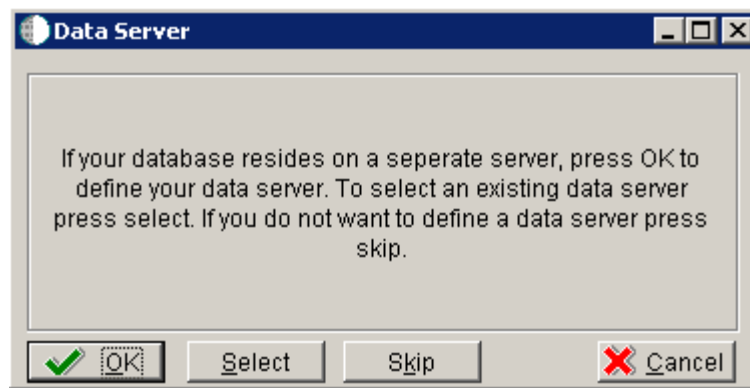 Data Server
If your database resides on a seperate server, press OK to
define your data server. To select an existing data server
press select. If you do not want to define a data server press
skip.
OK Select Skip Cancel